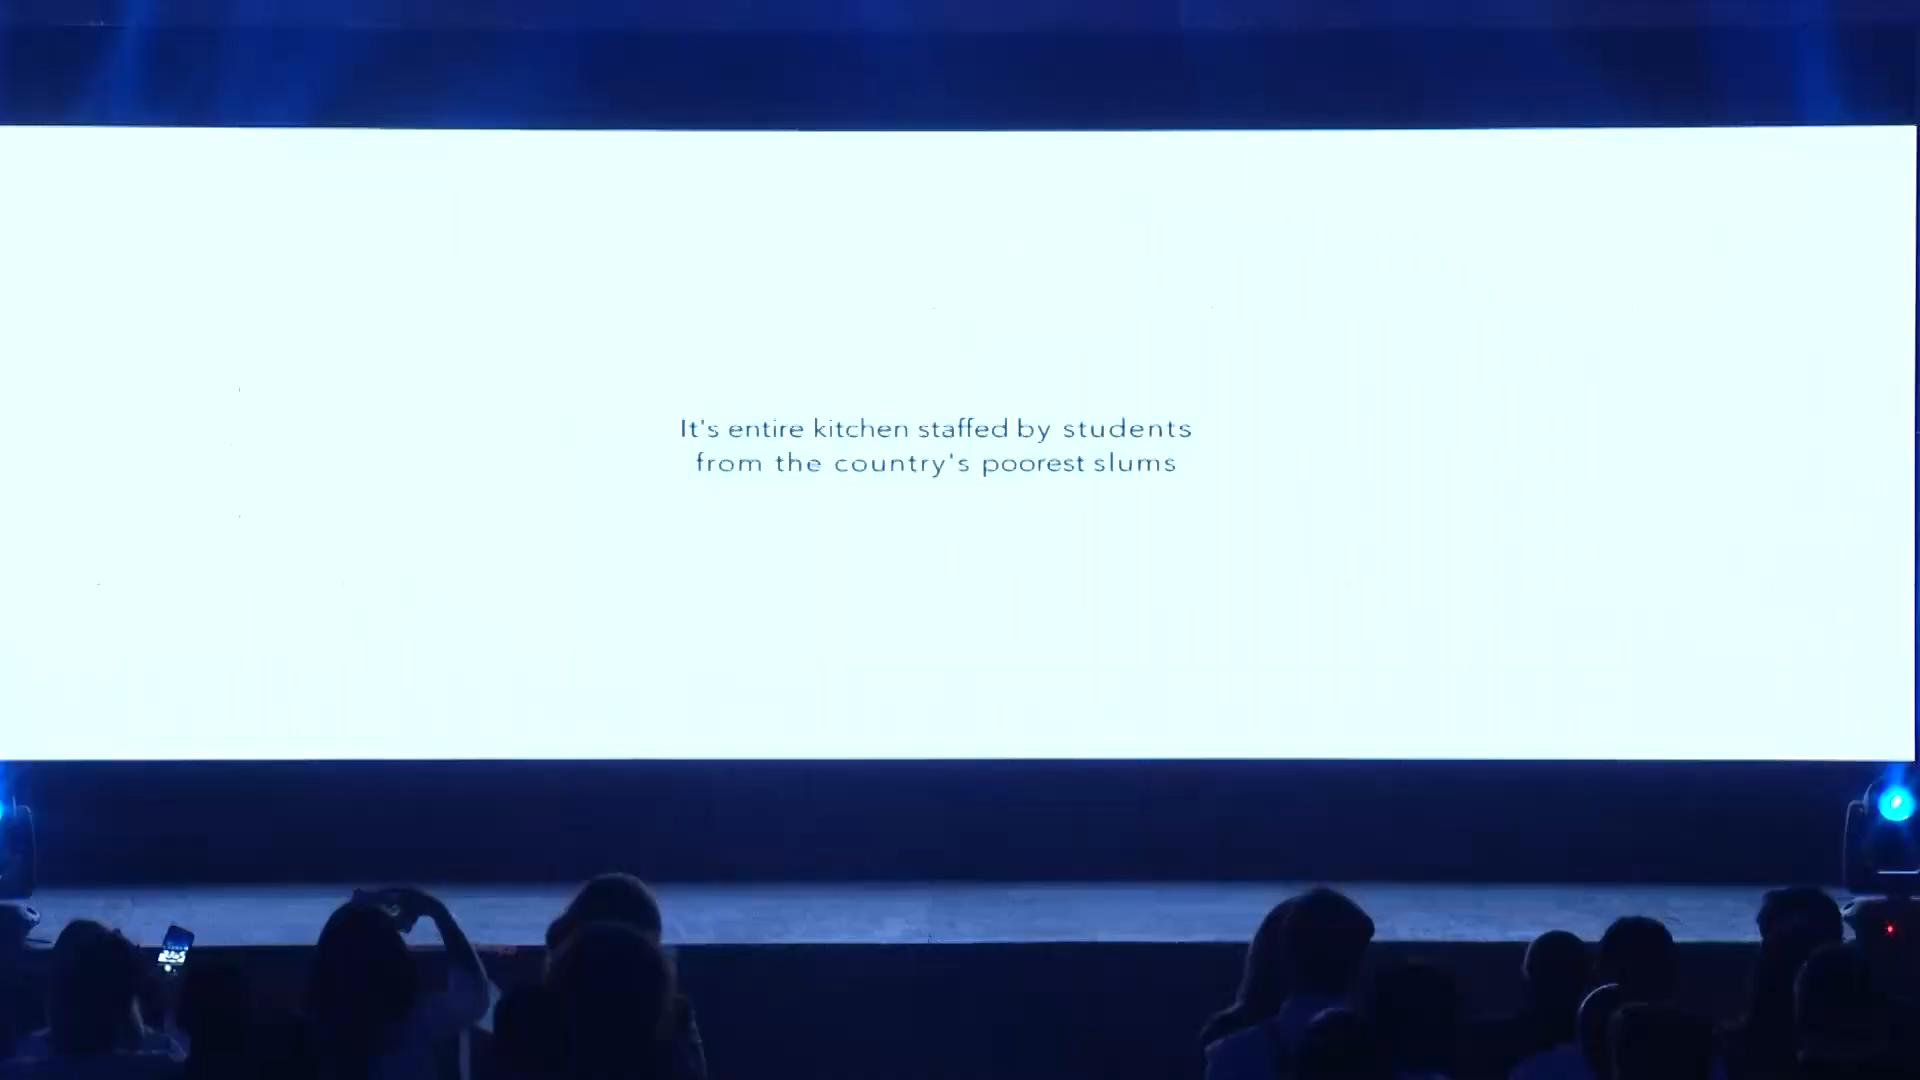 It's entire kitchen staffed by students
from the country's poorest slums